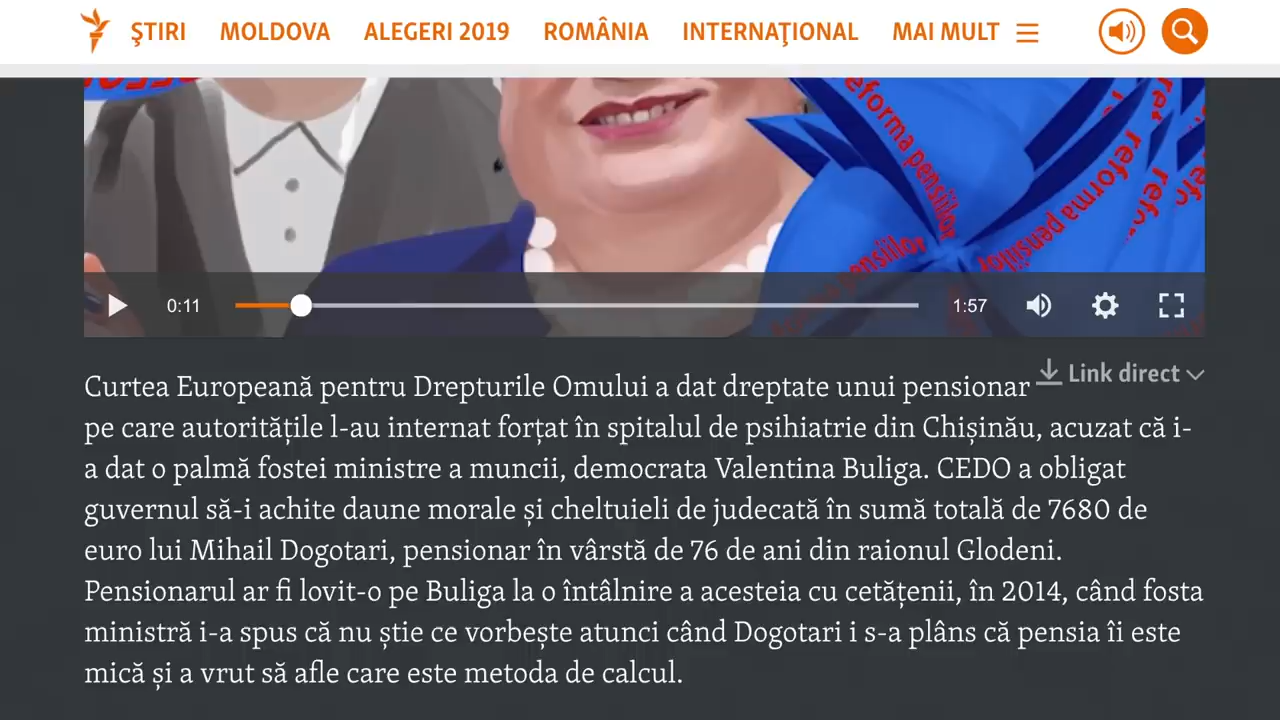 ŞTIRI MOLDOVA ALEGERI 2019 ROMÂNIA INTERNAŢIONAL MAI MULT
reforma pensiilor
reforma pensiilor
pensiilor
0:11 1:57
Link direct
Curtea Europeană pentru Drepturile Omului a dat dreptate unui pensionar
pe care autoritățile l-au internat forțat în spitalul de psihiatrie din Chișinău, acuzat că i-
a dat o palmă fostei ministre a muncii, democrata Valentina Buliga. CEDO a obligat
guvernul să-i achite daune morale și cheltuieli de judecată în sumă totală de 7680 de
euro lui Mihail Dogotari, pensionar în vârstă de 76 de ani din raionul Glodeni.
Pensionarul ar fi lovit-o pe Buliga la o întâlnire a acesteia cu cetățenii, în 2014, când fosta
ministră i-a spus că nu știe ce vorbește atunci când Dogotari i s-a plâns că pensia îi este
mică și a vrut să afle care este metoda de calcul.